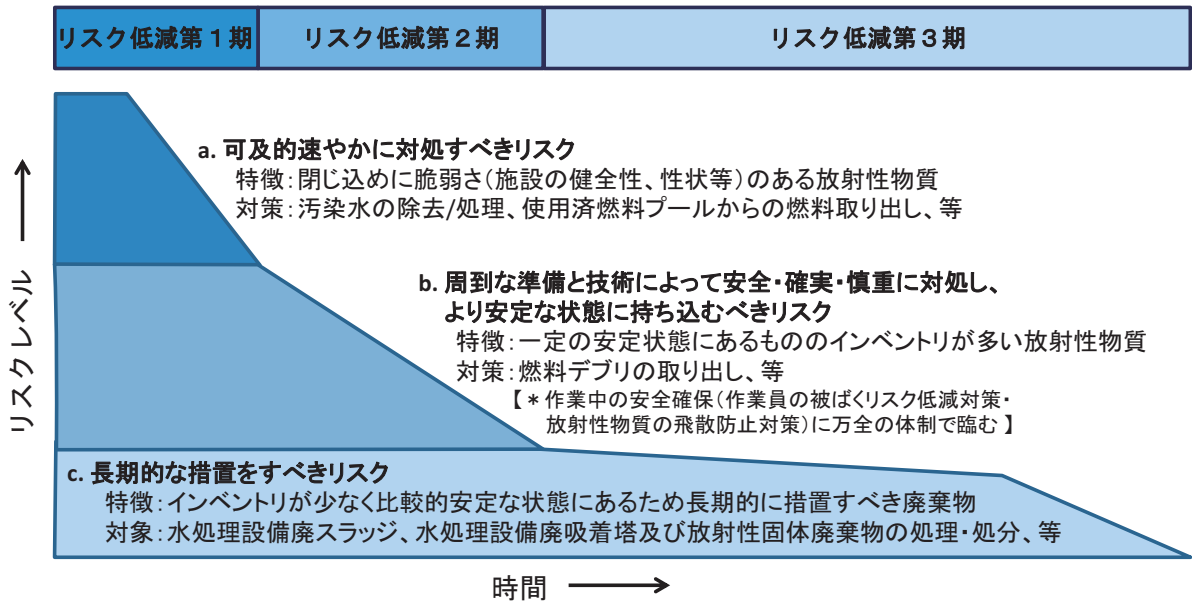 リスク低減第１期
リスク低減第２期
リスク低減第３期
リスクレベル
a. 可及的速やかに対処すべきリスク
特徴：閉じ込めに脆弱さ（施設の健全性、性状等）のある放射性物質
対策：汚染水の除去/処理、使用済燃料プールからの燃料取り出し、等
b. 周到な準備と技術によって安全・確実・慎重に対処し、
より安定な状態に持ち込むべきリスク
特徴：一定の安定状態にあるもののインベントリが多い放射性物質
対策：燃料デブリの取り出し、等
【＊作業中の安全確保（作業員の被ばくリスク低減対策・
放射性物質の飛散防止対策）に万全の体制で臨む】
c. 長期的な措置をすべきリスク
特徴：インベントリが少なく比較的安定な状態にあるため長期的に措置すべき廃棄物
対象：水処理設備廃スラッジ、水処理設備廃吸着塔及び放射性固体廃棄物の処理・処分、等
時間